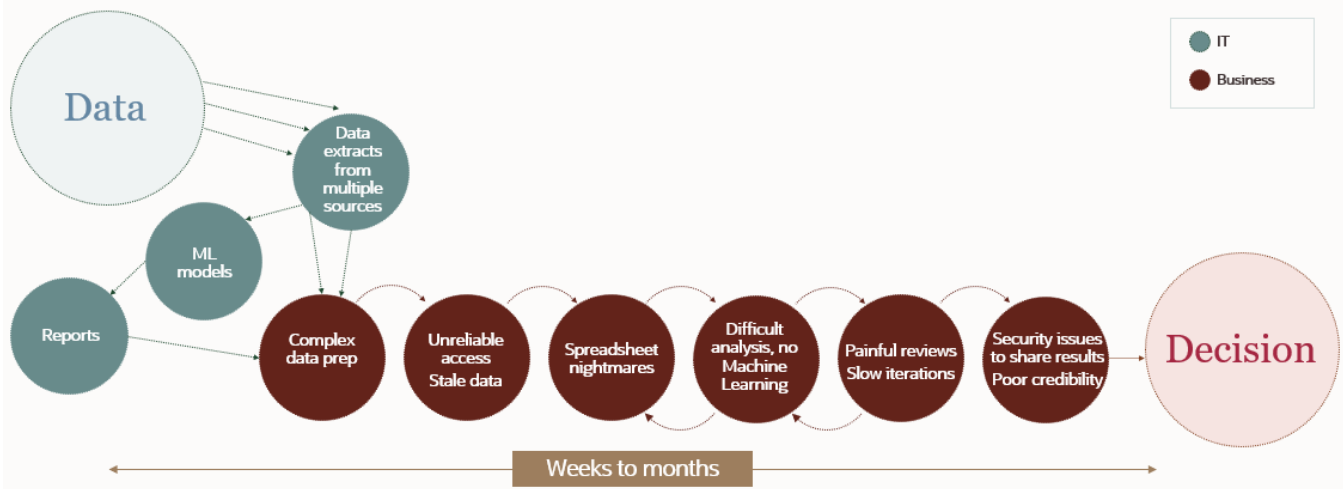 IT
Business
Data
Data
extracts
from
multiple
sources
ML
models
Reports
Complex
data prep
Unreliable
access
Stale data
Spreadsheet
nightmares
Difficult
analysis, no
Machine
Learning
Painful reviews
Slow iterations
Security issues
to share results
Poor credibility
Decision
Weeks to months